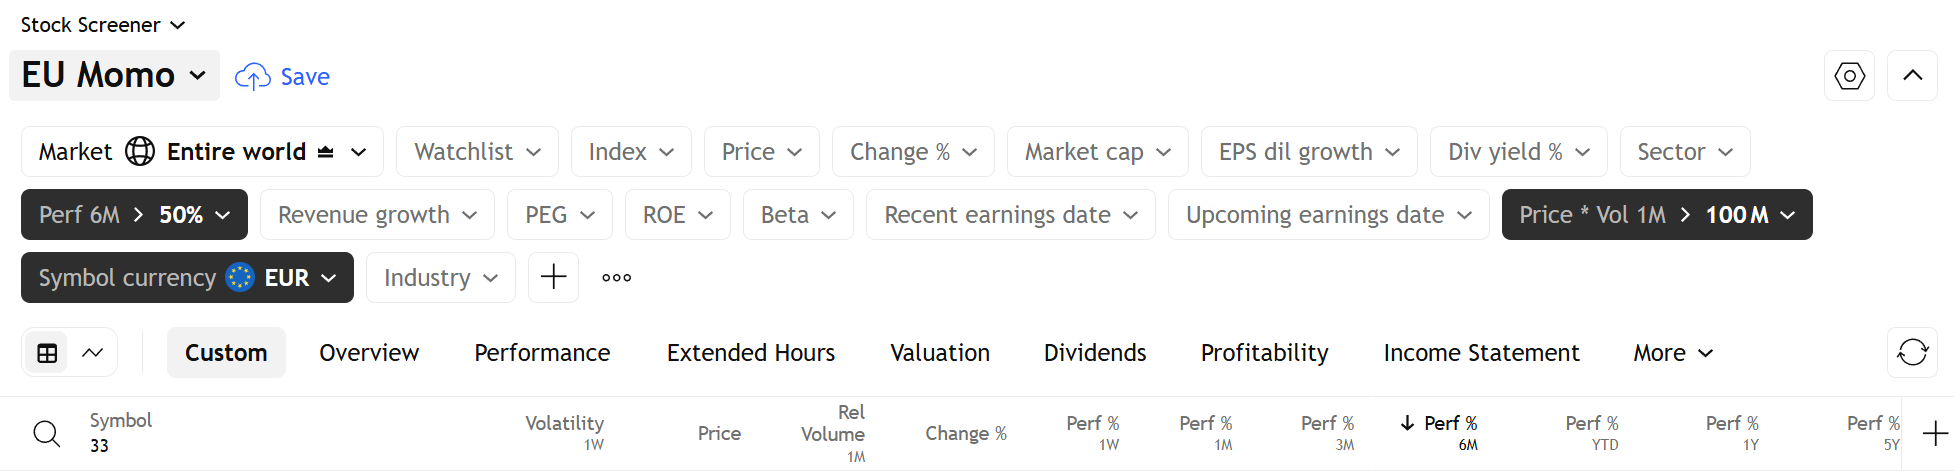 Stock Screener
EU Momo Save
Market Entire world Watchlist Index Price Change % Market cap EPS dil growth Div yield % Sector
Perf 6M > 50% Revenue growth PEG ROE Beta Recent earnings date Upcoming earnings date Price * Vol 1M > 100 M
Symbol currency EUR Industry
Custom Overview Performance Extended Hours Valuation Dividends Profitability Income Statement More
Symbol 33
Volatility 1W
Price
Rel Volume 1M
Change %
Perf % 1W
Perf % 1M
Perf % 3M
Perf % 6M
Perf % YTD
Perf % 1Y
Perf % 5Y